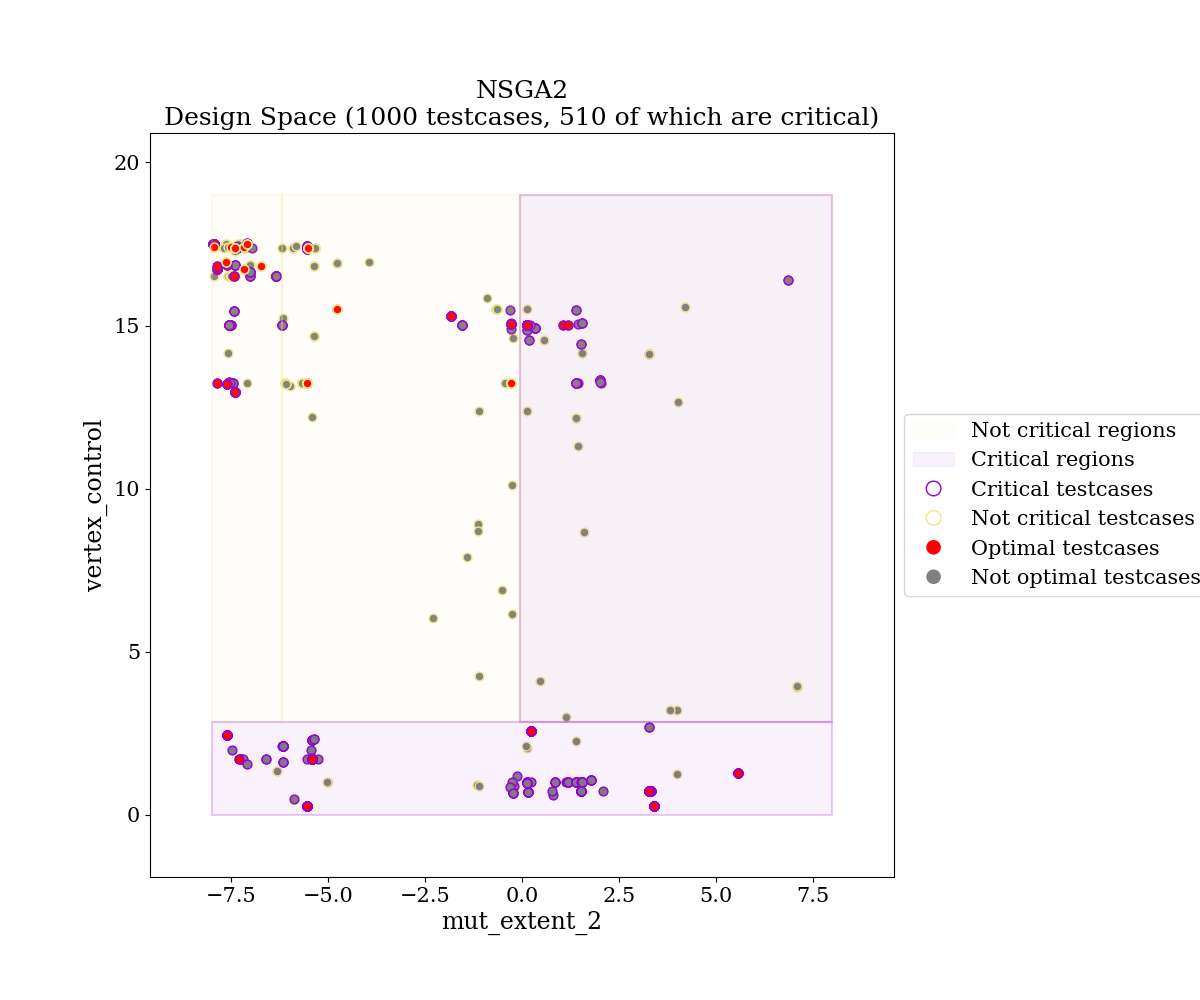 NSGA2
Design Space (1000 testcases, 510 of which are critical)
20
15
10
5
0
vertex_control
−7.5
−5.0
−2.5
0.0
2.5
5.0
7.5
mut_extent_2
Not critical regions
Critical regions
Critical testcases
Not critical testcases
Optimal testcases
Not optimal testcases